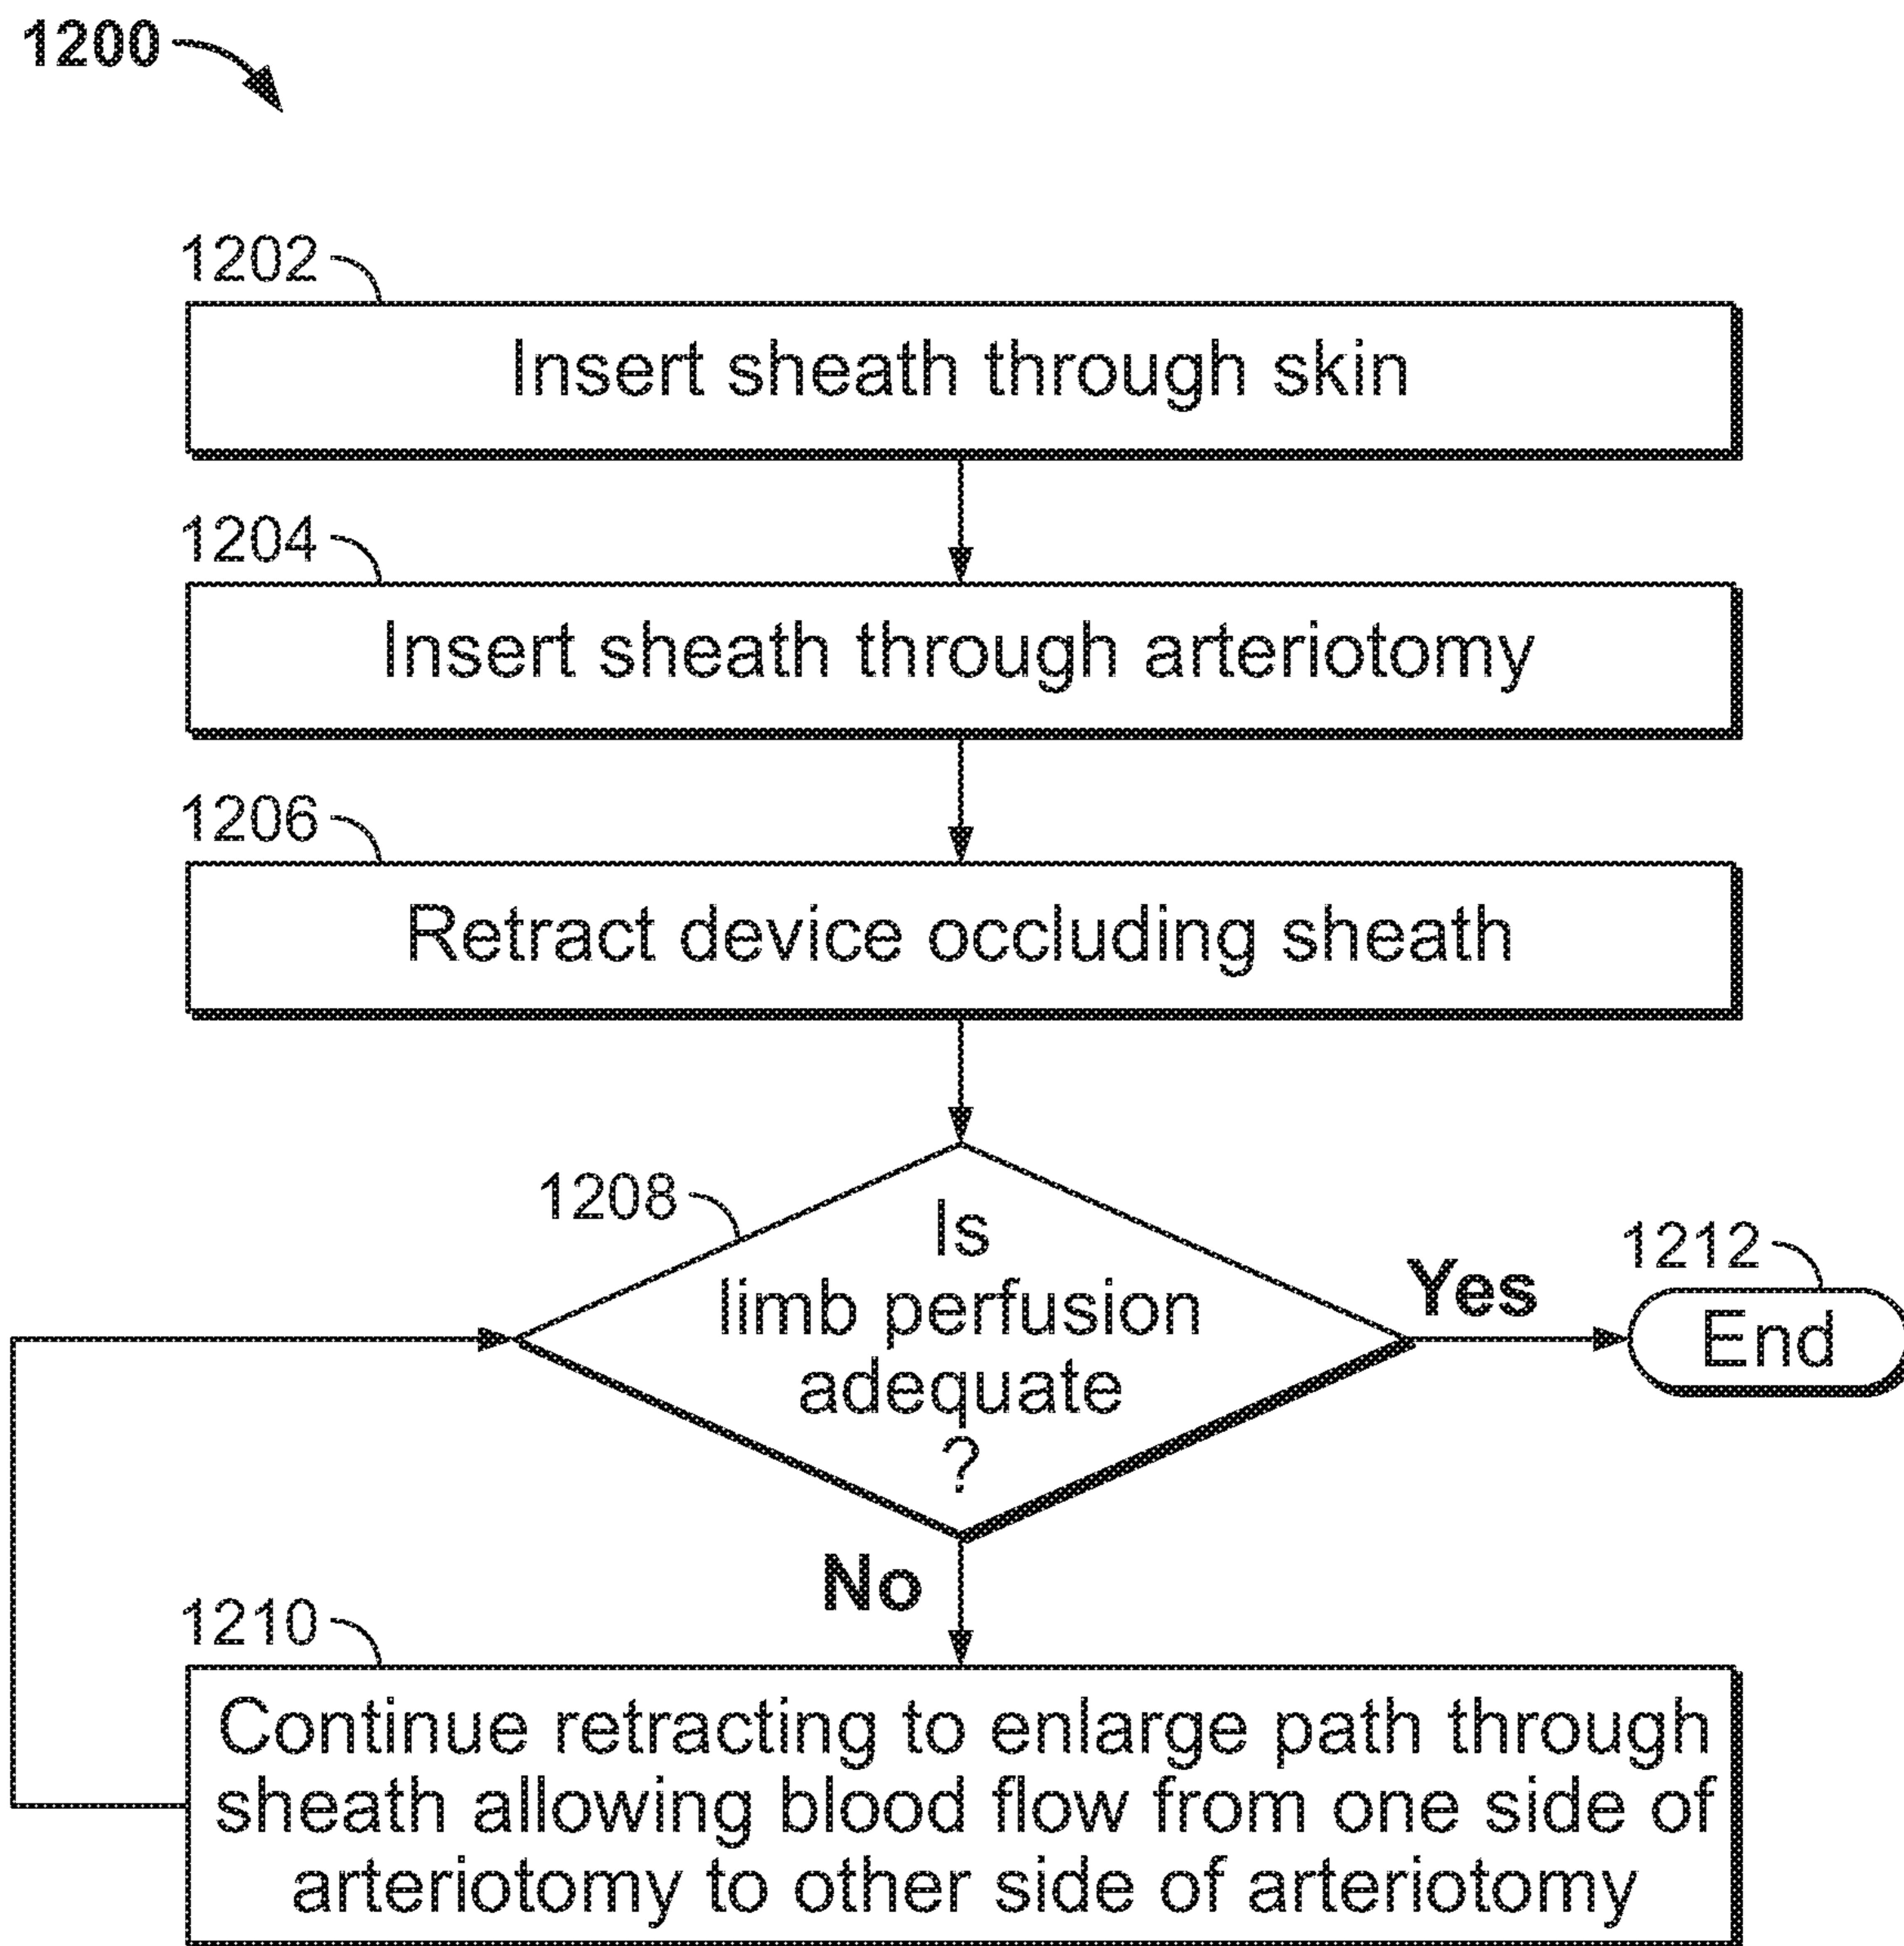 1200
1202
Insert sheath through skin
1204
Insert sheath through arteriotomy
1206
Retract device occluding sheath
1208
Is
limb perfusion
adequate
?
Yes
1212
End
No
1210
Continue retracting to enlarge path through
sheath allowing blood flow from one side of
arteriotomy to other side of arteriotomy